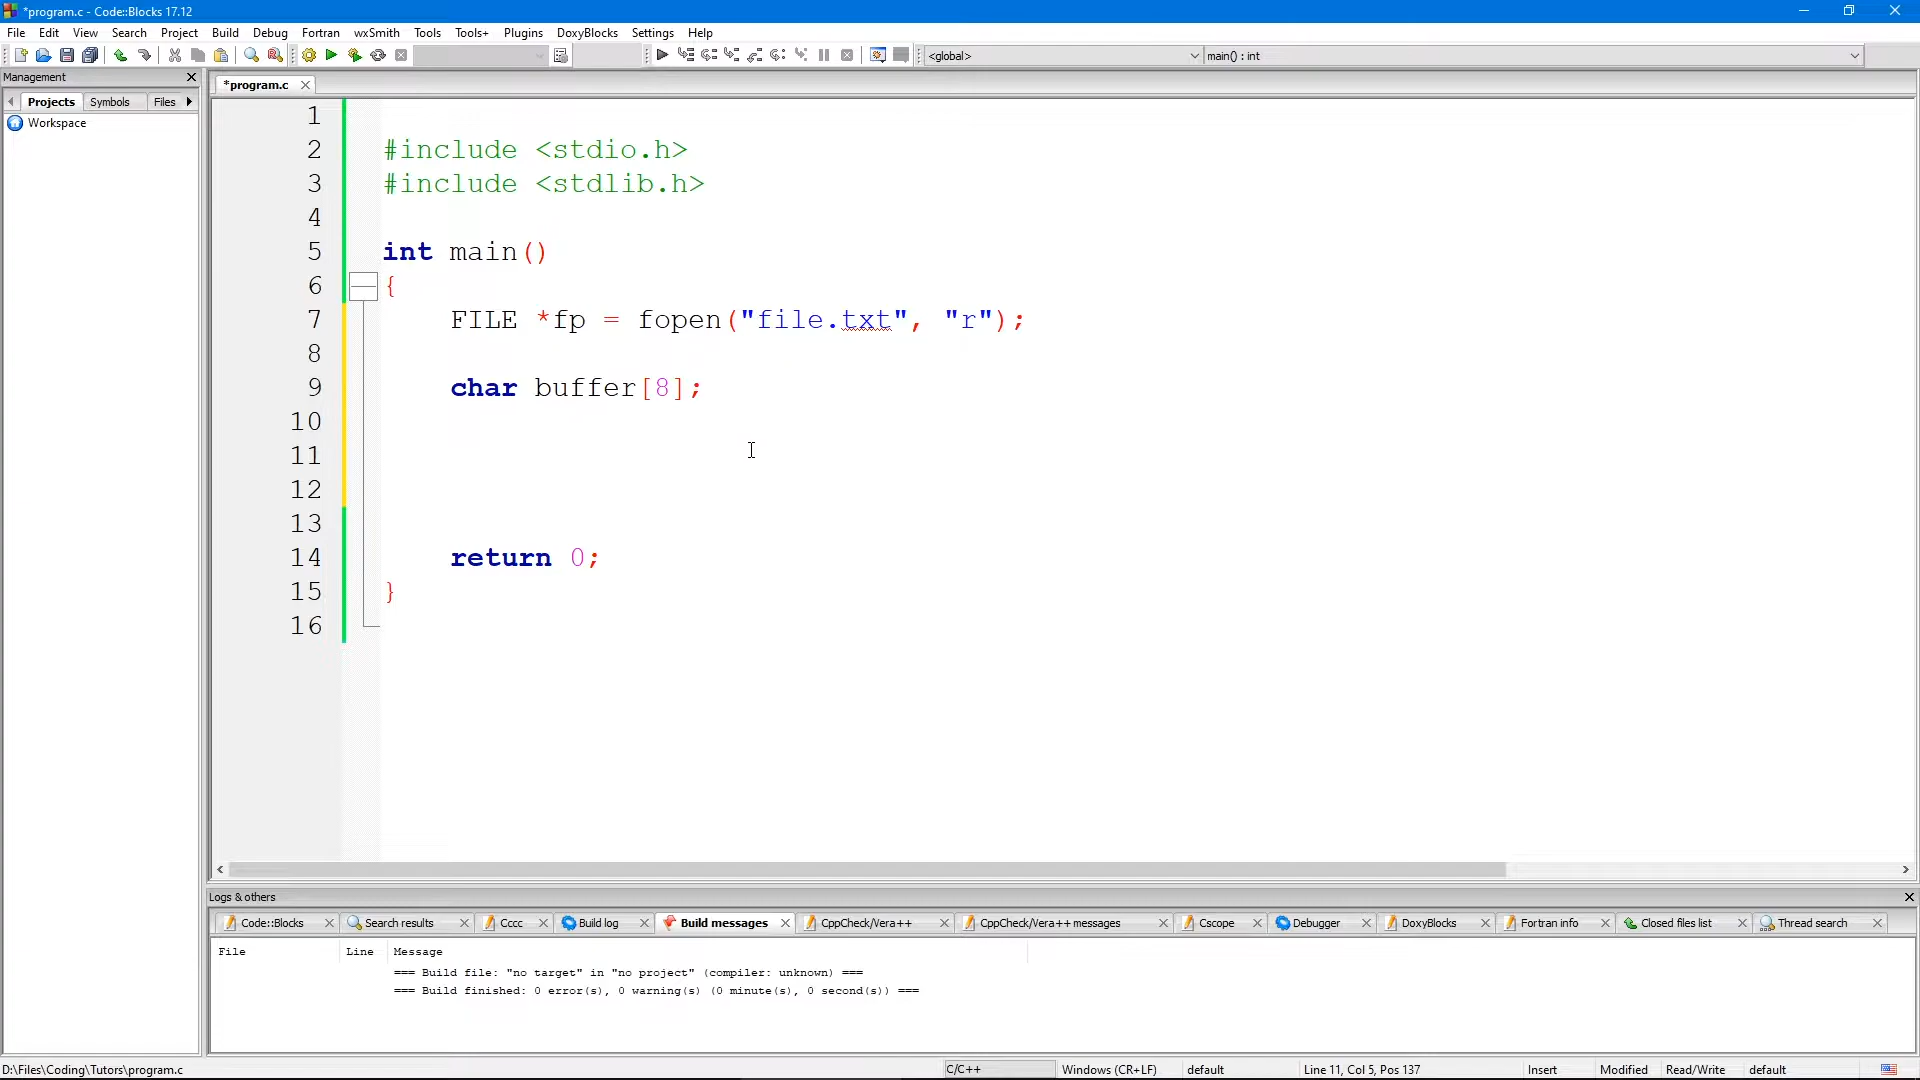 *program.c - Code::Blocks 17.12
File Edit View Search Project Build Debug Fortran wxSmith Tools Tools+ Plugins DoxyBlocks Settings Help
<global> main() : int
Management
Projects Symbols Files
Workspace
*program.c
1
2 #include <stdio.h>
3 #include <stdlib.h>
4
5 int main()
6 {
7 FILE *fp = fopen("file.txt", "r");
8
9 char buffer[8];
10
11
12
13
14 return 0;
15 }
16
Logs & others
Code::Blocks Search results Cccc Build log Build messages CppCheck/Vera++ CppCheck/Vera++ messages Cscope Debugger DoxyBlocks Fortran info Closed files list Thread search
File Line Message
=== Build file: "no target" in "no project" (compiler: unknown) ===
=== Build finished: 0 error(s), 0 warning(s) (0 minute(s), 0 second(s)) ===
D:\Files\Coding\Tutors\program.c C/C++ Windows (CR+LF) default Line 11, Col 5, Pos 137 Insert Modified Read/Write default